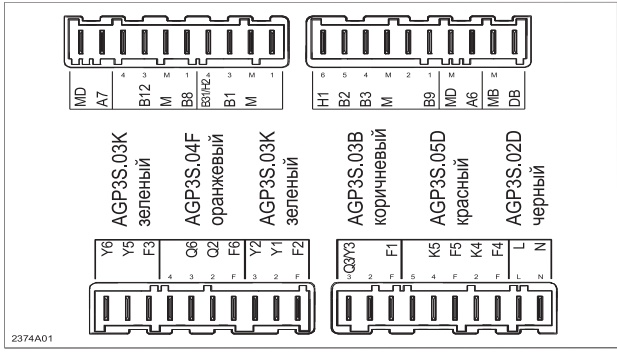 4 3 M 1 4 3 M 1
MD A7 B12 M B8 B31/H2 B1 M
6 5 4 M 2 1 M M
H1 B2 B3 M B9 MD A6 MB DB
AGP3S.03K
зеленый
AGP3S.04F
оранжевый
AGP3S.03K
зеленый
AGP3S.03B
коричневый
AGP3S.05D
красный
AGP3S.02D
черный
Y6 Y5 F3 Q6 Q2 F6 Y2 Y1 F2
4 3 2 F 3 2 F
Q3/Y3 F1 K5 F5 K4 F4 L N
3 2 F 5 4 F 2 F L N
2374A01